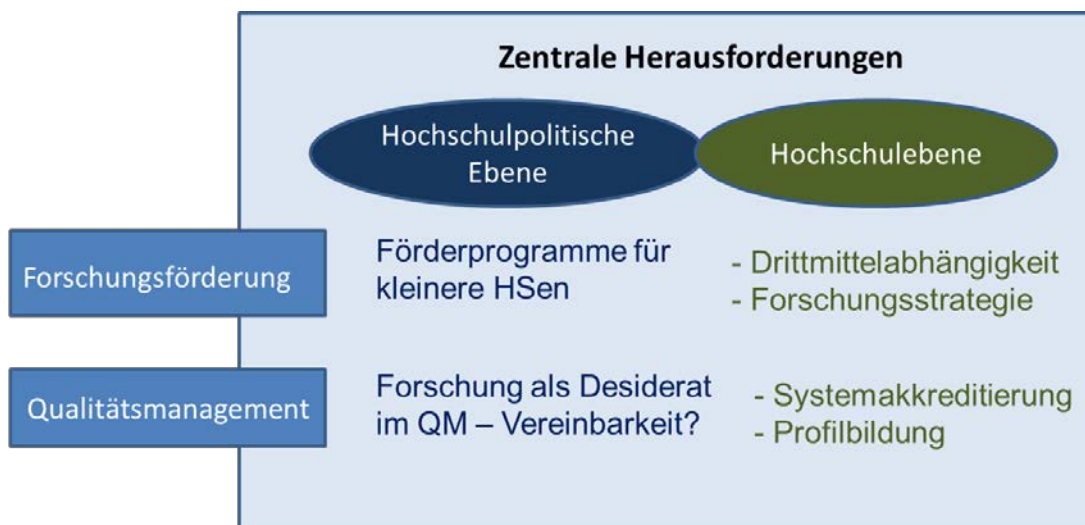 Zentrale Herausforderungen
Hochschulpolitische
Ebene
Hochschulebene
Forschungsförderung
Förderprogramme für
kleinere HSen
- Drittmittelabhängigkeit
- Forschungsstrategie
Qualitätsmanagement
Forschung als Desiderat
im QM – Vereinbarkeit?
- Systemakkreditierung
- Profilbildung